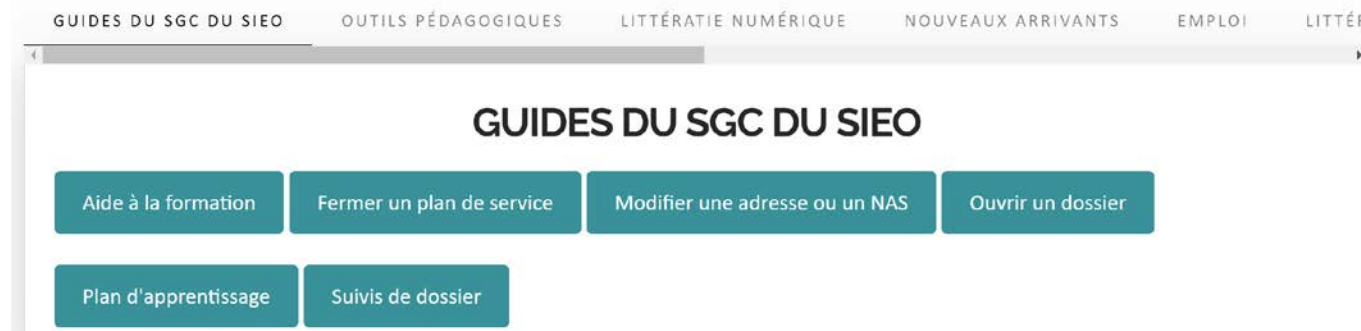 GUIDES DU SGC DU SIEO OUTILS PÉDAGOGIQUES LITTÉRATIE NUMÉRIQUE NOUVEAUX ARRIVANTS EMPLOI
GUIDES DU SGC DU SIEO
Aide à la formation Fermer un plan de service Modifier une adresse ou un NAS Ouvrir un dossier
Plan d'apprentissage Suivis de dossier